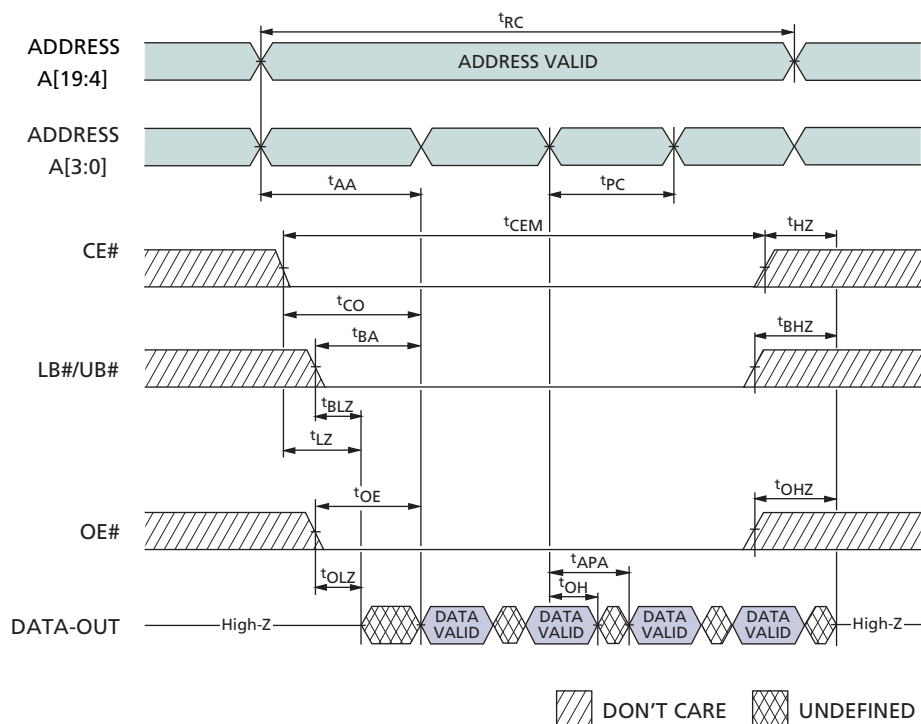 tRC
ADDRESS
A[19:4]
ADDRESS VALID
ADDRESS
A[3:0]
tAA
tPC
tCEM
tHZ
CE#
tCO
tBHZ
tBA
LB#/UB#
tBLZ
tLZ
tOE
tOHZ
OE#
tAPA
tOLZ
tOH
DATA-OUT
High-Z
DATA VALID
DATA VALID
DATA VALID
DATA VALID
High-Z
DON'T CARE
UNDEFINED